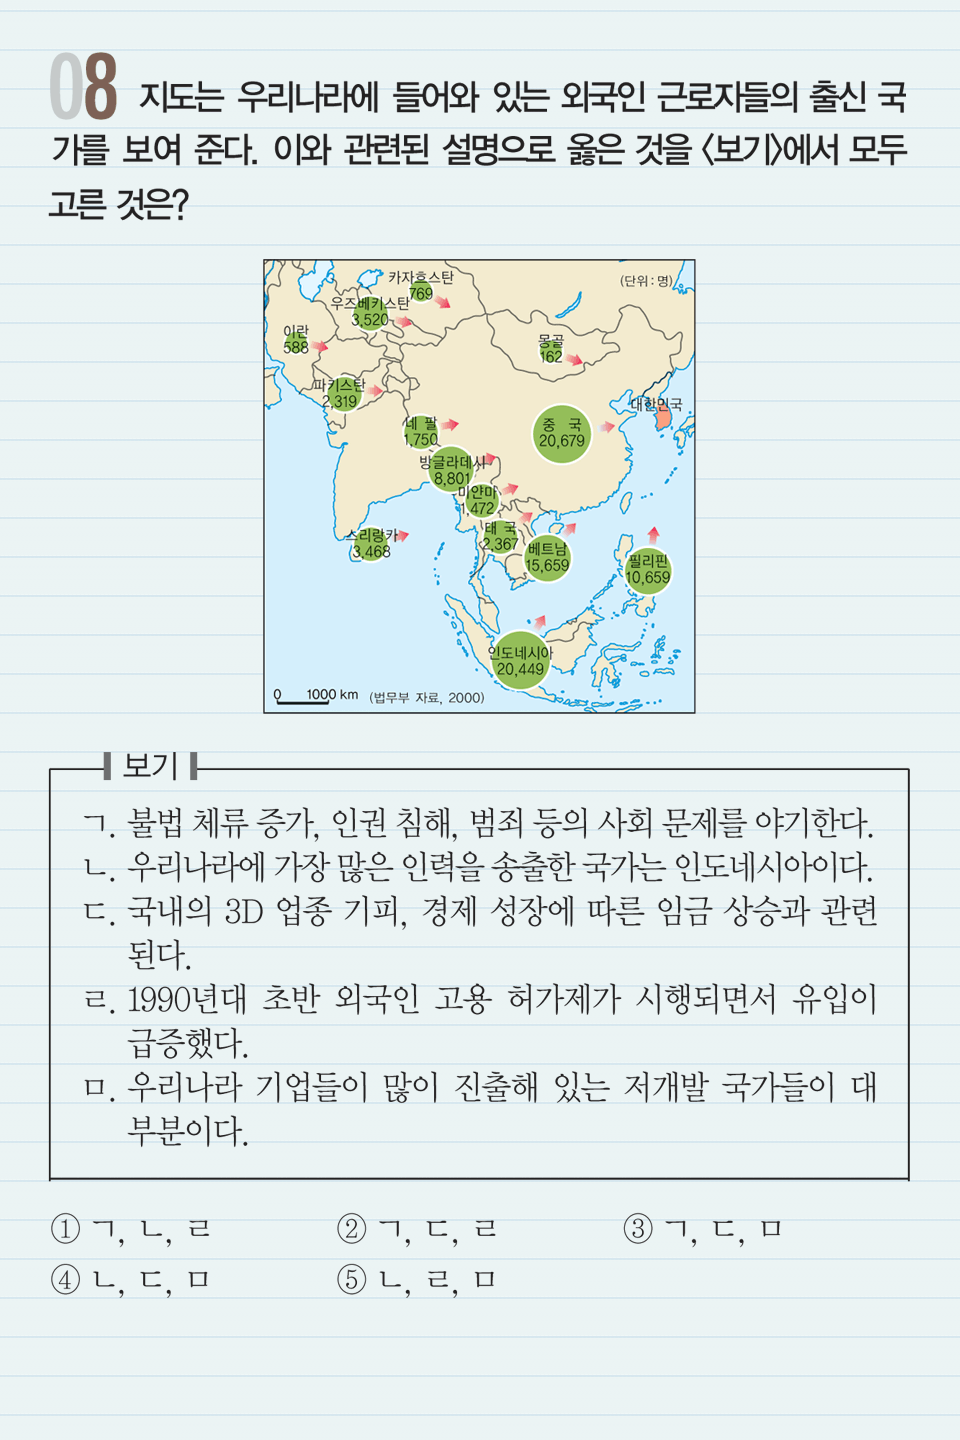 08 지도는 우리나라에 들어와 있는 외국인 근로자들의 출신 국
가를 보여 준다. 이와 관련된 설명으로 옳은 것을 〈보기〉에서 모두
고른 것은?
카자흐스탄
769
(단위 : 명)
우즈베키스탄
3,520
이란
588
몽골
162
파키스탄
2,319
대한민국
네 팔
1,750
중 국
20,679
방글라데시
8,801
미얀마
1,472
태 국
2,367
스리랑카
3,468
베트남
15,659
필리핀
10,659
인도네시아
20,449
0 1000 km (법무부 자료, 2000)
보기
ㄱ. 불법 체류 증가, 인권 침해, 범죄 등의 사회 문제를 야기한다.
ㄴ. 우리나라에 가장 많은 인력을 송출한 국가는 인도네시아이다.
ㄷ. 국내의 3D 업종 기피, 경제 성장에 따른 임금 상승과 관련
된다.
ㄹ. 1990년대 초반 외국인 고용 허가제가 시행되면서 유입이
급증했다.
ㅁ. 우리나라 기업들이 많이 진출해 있는 저개발 국가들이 대
부분이다.
① ㄱ, ㄴ, ㄹ ② ㄱ, ㄷ, ㄹ ③ ㄱ, ㄷ, ㅁ
④ ㄴ, ㄷ, ㅁ ⑤ ㄴ, ㄹ, ㅁ